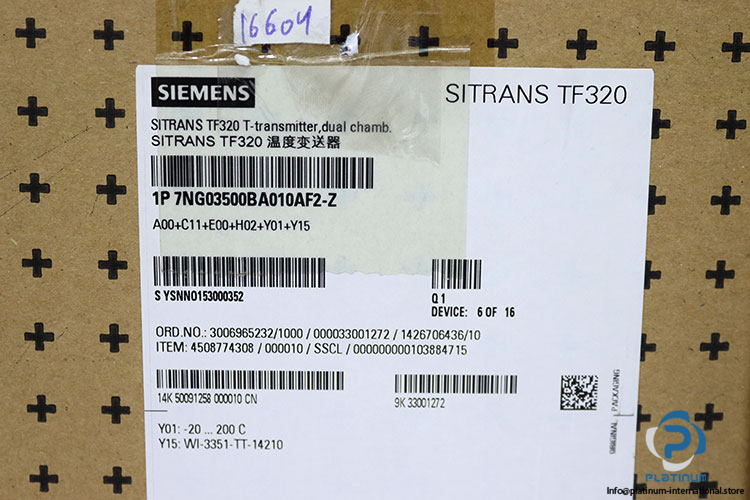 16604
SIEMENS
SITRANS TF320
SITRANS TF320 T-transmitter,dual chamb.
SITRANS TF320 温度变送器
1P 7NG03500BA010AF2-Z
A00+C11+E00+H02+Y01+Y15
S YSNNO153000352
Q 1
DEVICE: 6 OF 16
ORD.NO.: 3006965232/1000 / 000033001272 / 1426706436/10
ITEM: 4508774308 / 000010 / SSCL / 000000000103884715
14K 50091258 000010 CN
9K 33001272
Y01: -20 ... 200 C
Y15: WI-3351-TT-14210
ORIGINAL PACKAGING
PLATINUM
info@platinum-international.store